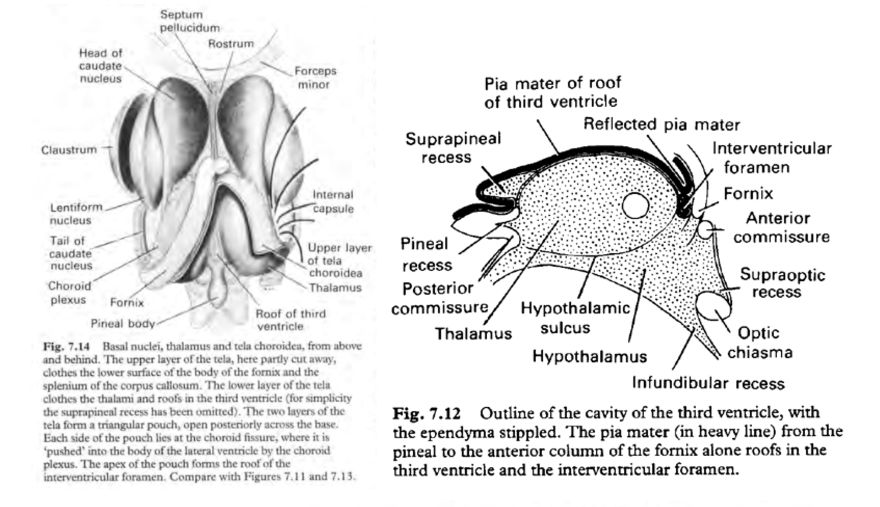 Septum
pellucidum
Rostrum
Head of
caudate
nucleus
Forceps
minor
Claustrum
Lentiform
nucleus
Internal
capsule
Tail of
caudate
nucleus
Upper layer
of tela
choroidea
Choroid
plexus
Thalamus
Fornix
Pineal body
Roof of third
ventricle
Fig. 7.14 Basal nuclei, thalamus and tela choroidea, from above
and behind. The upper layer of the tela, here partly cut away,
clothes the lower surface of the body of the fornix and the
splenium of the corpus callosum. The lower layer of the tela
clothes the thalami and roofs in the third ventricle (for simplicity
the suprapineal recess has been omitted). The two layers of the
tela form a triangular pouch, open posteriorly across the base.
Each side of the pouch lies at the choroid fissure, where it is
'pushed' into the body of the lateral ventricle by the choroid
plexus. The apex of the pouch forms the roof of the
interventricular foramen. Compare with Figures 7.11 and 7.13.
Pia mater of roof
of third ventricle
Reflected pia mater
Suprapineal
recess
Interventricular
foramen
Fornix
Anterior
commissure
Pineal
recess
Supraoptic
recess
Posterior
commissure
Hypothalamic
sulcus
Thalamus
Optic
chiasma
Hypothalamus
Infundibular recess
Fig. 7.12 Outline of the cavity of the third ventricle, with
the ependyma stippled. The pia mater (in heavy line) from the
pineal to the anterior column of the fornix alone roofs in the
third ventricle and the interventricular foramen.